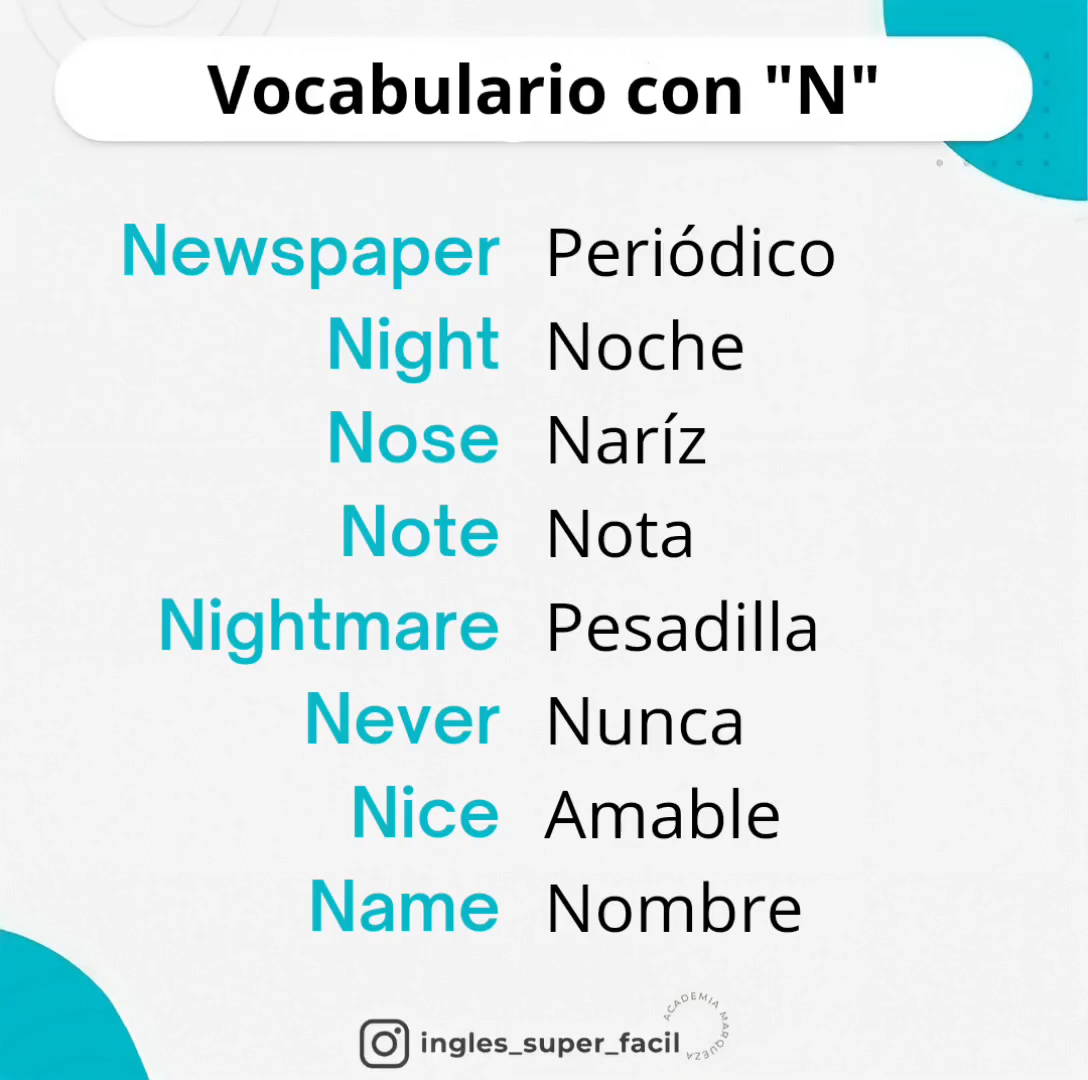 Vocabulario con "N"
Newspaper Periódico
Night Noche
Nose Naríz
Note Nota
Nightmare Pesadilla
Never Nunca
Nice Amable
Name Nombre
ingles_super_facil
ACADEMIA MARQUEZA